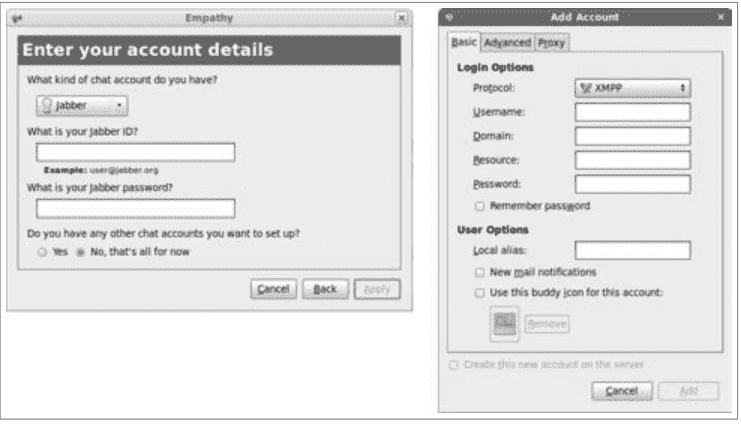 Empathy
Enter your account details
What kind of chat account do you have?
Jabber
What is your Jabber ID?
Example: user@jabber.org
What is your Jabber password?
Do you have any other chat accounts you want to set up?
Yes No, that's all for now
Cancel Back Apply
Add Account
Basic Advanced Proxy
Login Options
Protocol: XMPP
Username:
Domain:
Resource:
Password:
Remember password
User Options
Local alias:
New mail notifications
Use this buddy icon for this account:
Remove
Create this new account on the server
Cancel Add